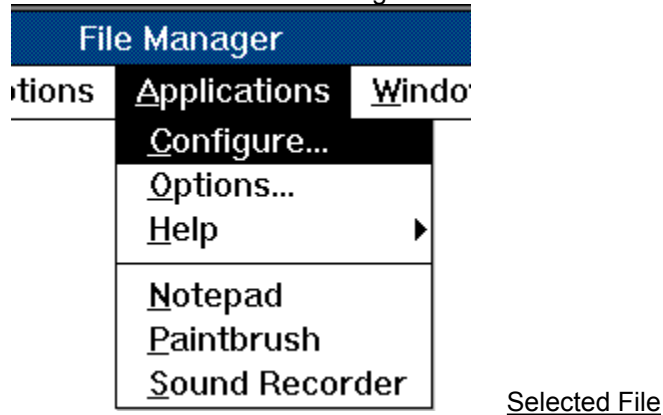 File Manager
Applications
Configure...
Options...
Help
Notepad
Paintbrush
Sound Recorder
Selected File